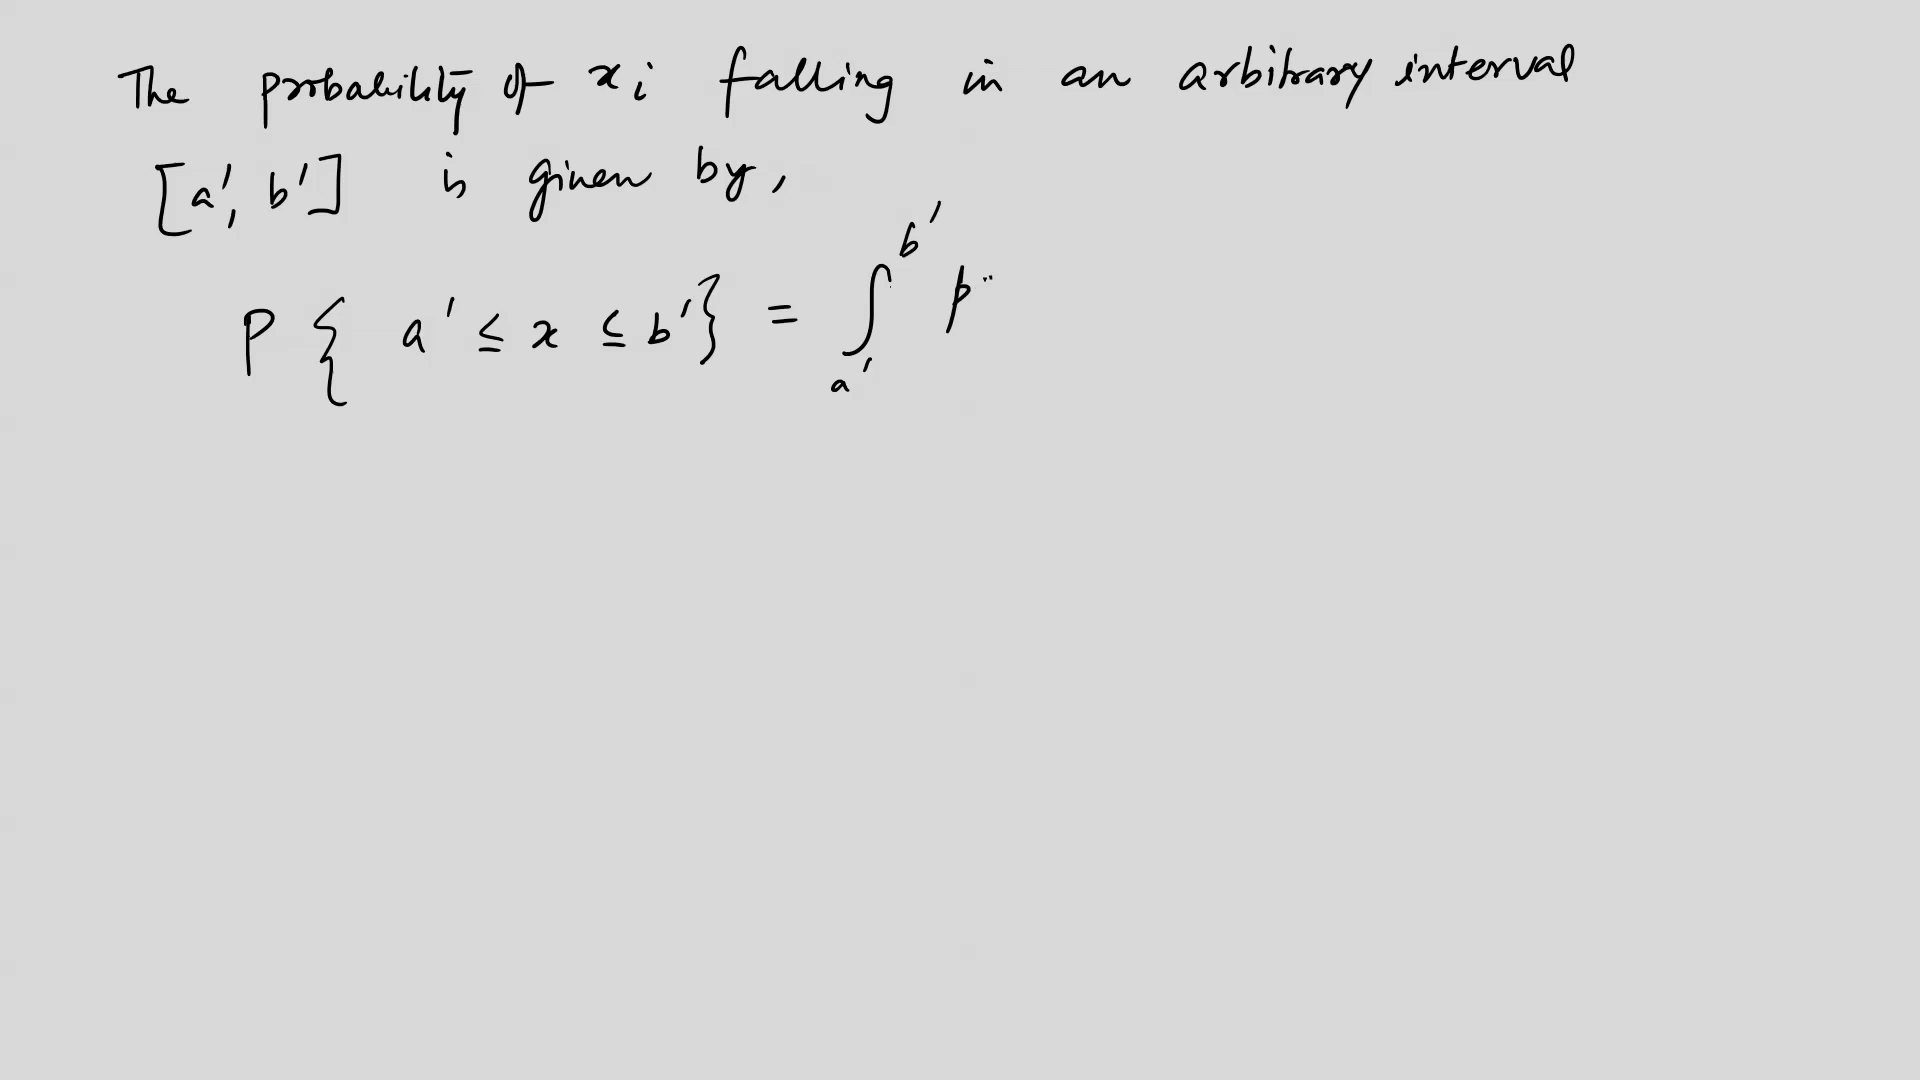 The probability of xi falling in an arbitrary interval
[a', b'] is given by,
P { a' ≤ x ≤ b' } = ∫_{a'}^{b'} p